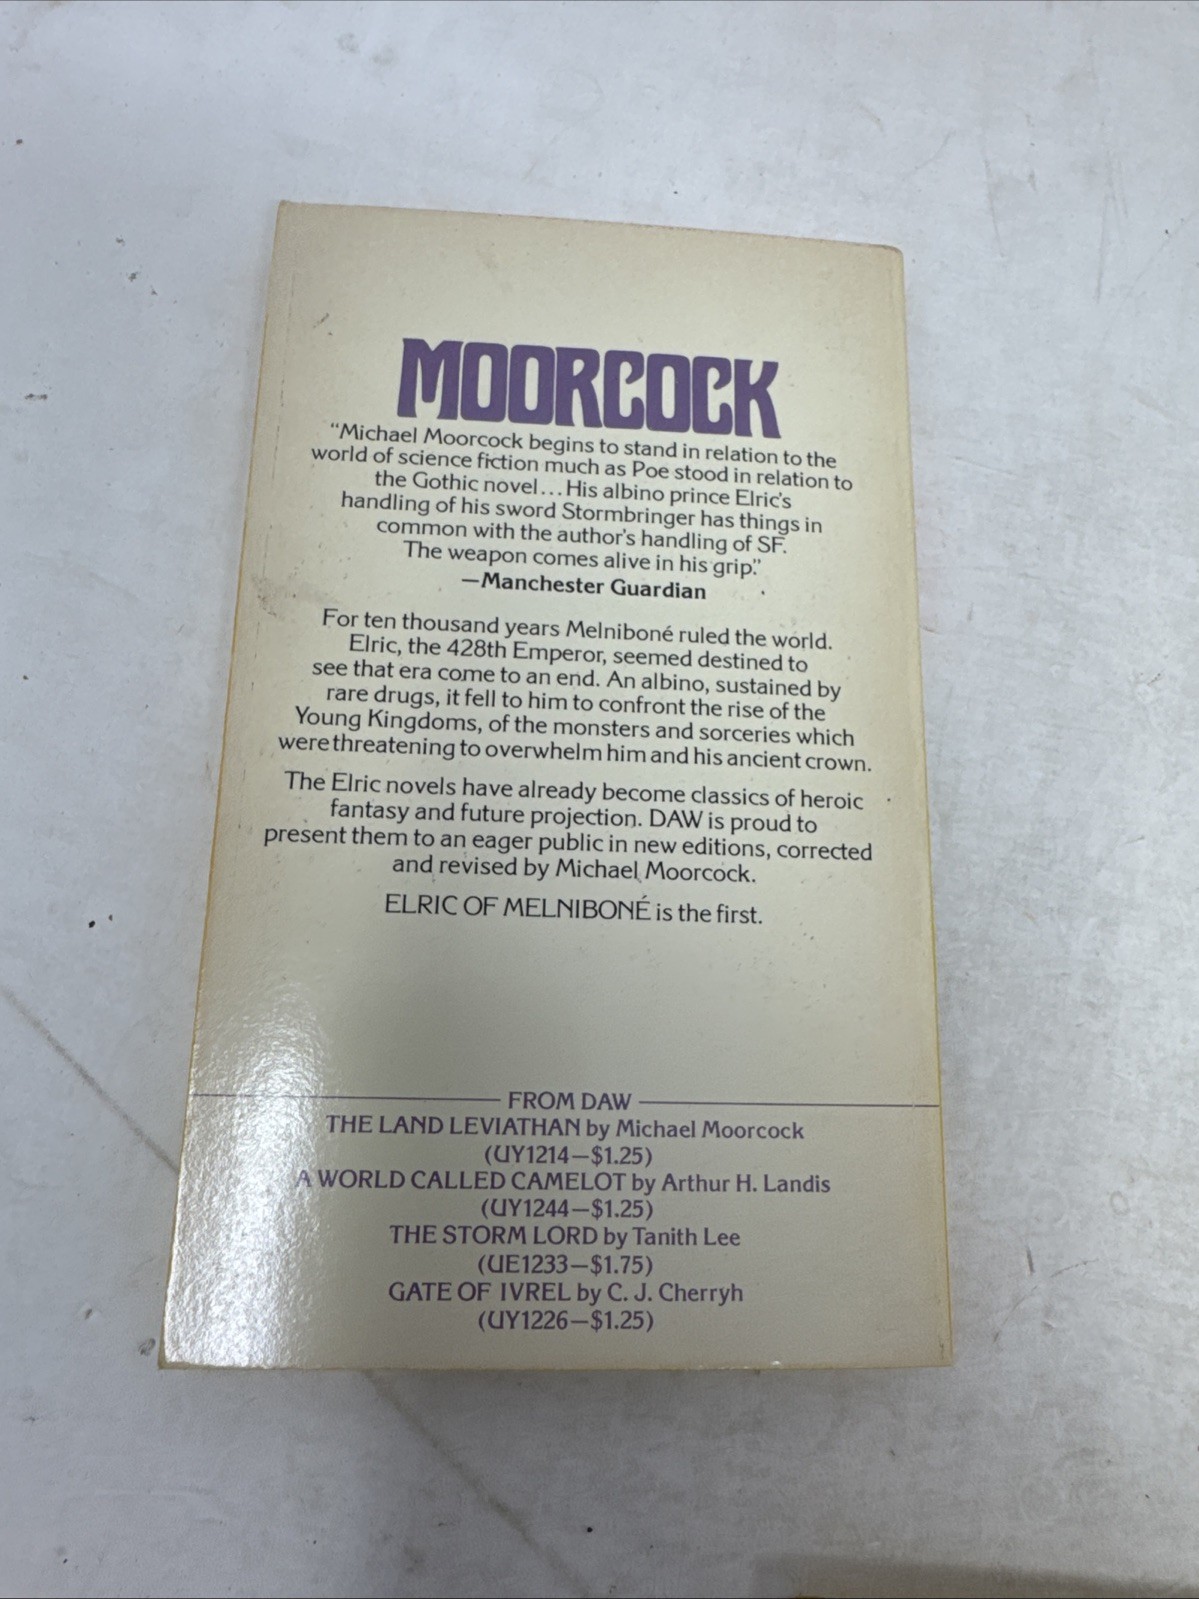 MOORCOCK
“Michael Moorcock begins to stand in relation to the
world of science fiction much as Poe stood in relation to
the Gothic novel...His albino prince Elric's
handling of his sword Stormbringer has things in
common with the author's handling of SF.
The weapon comes alive in his grip.”
—Manchester Guardian
For ten thousand years Melniboné ruled the world.
Elric, the 428th Emperor, seemed destined to
see that era come to an end. An albino, sustained by
rare drugs, it fell to him to confront the rise of the
Young Kingdoms, of the monsters and sorceries which
were threatening to overwhelm him and his ancient crown.
The Elric novels have already become classics of heroic
fantasy and future projection. DAW is proud to
present them to an eager public in new editions, corrected
and revised by Michael Moorcock.
ELRIC OF MELNIBONÉ is the first.
FROM DAW
THE LAND LEVIATHAN by Michael Moorcock
(UY1214—$1.25)
A WORLD CALLED CAMELOT by Arthur H. Landis
(UY1244—$1.25)
THE STORM LORD by Tanith Lee
(UE1233—$1.75)
GATE OF IVREL by C. J. Cherryh
(UY1226—$1.25)